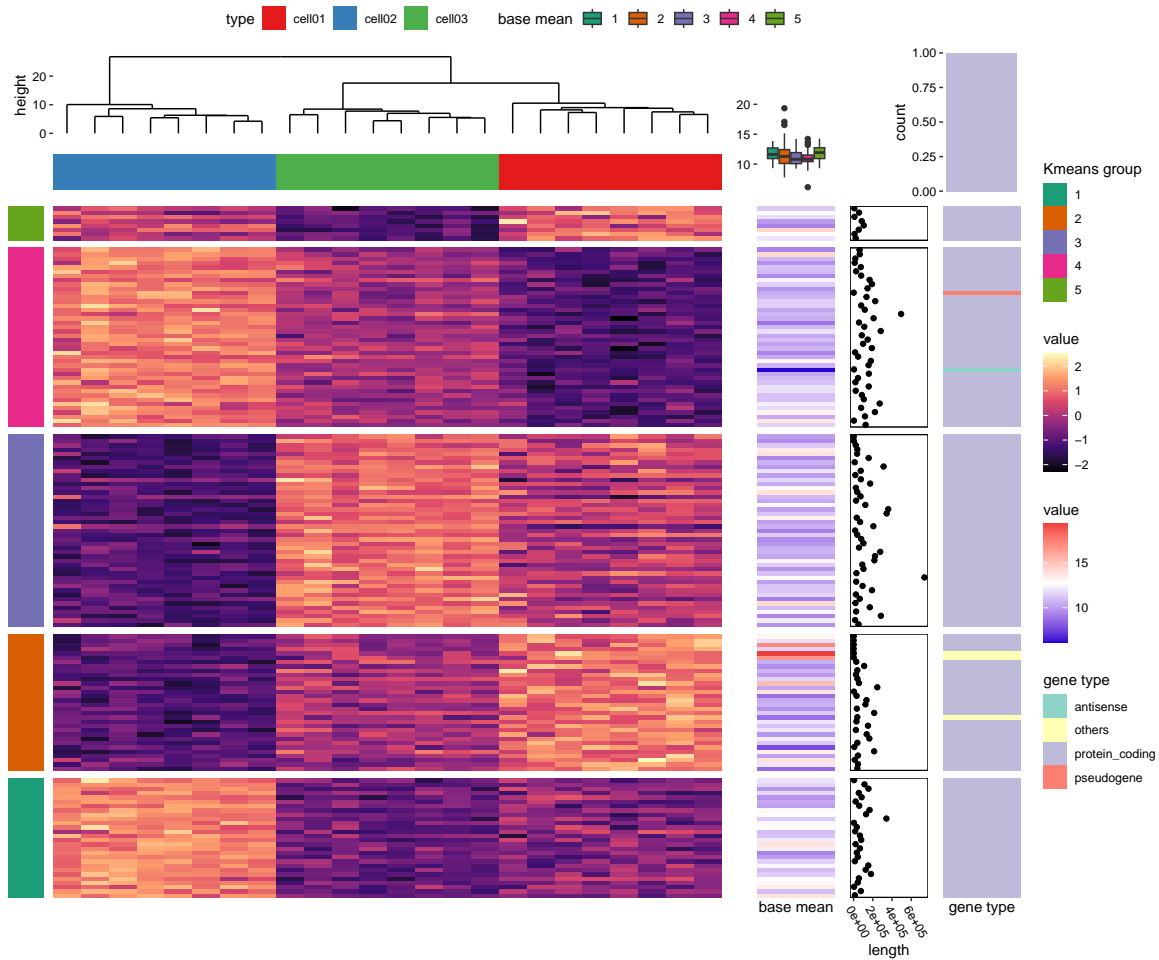 type cell01 cell02 cell03 base mean 1 2 3 4 5
height
20
10
0
20
15
10
count
1.00
0.75
0.50
0.25
0.00
Kmeans group
1
2
3
4
5
value
2
1
0
−1
−2
value
15
10
gene type
antisense
others
protein_coding
pseudogene
base mean
0e+00
2e+05
4e+05
6e+05
length
gene type